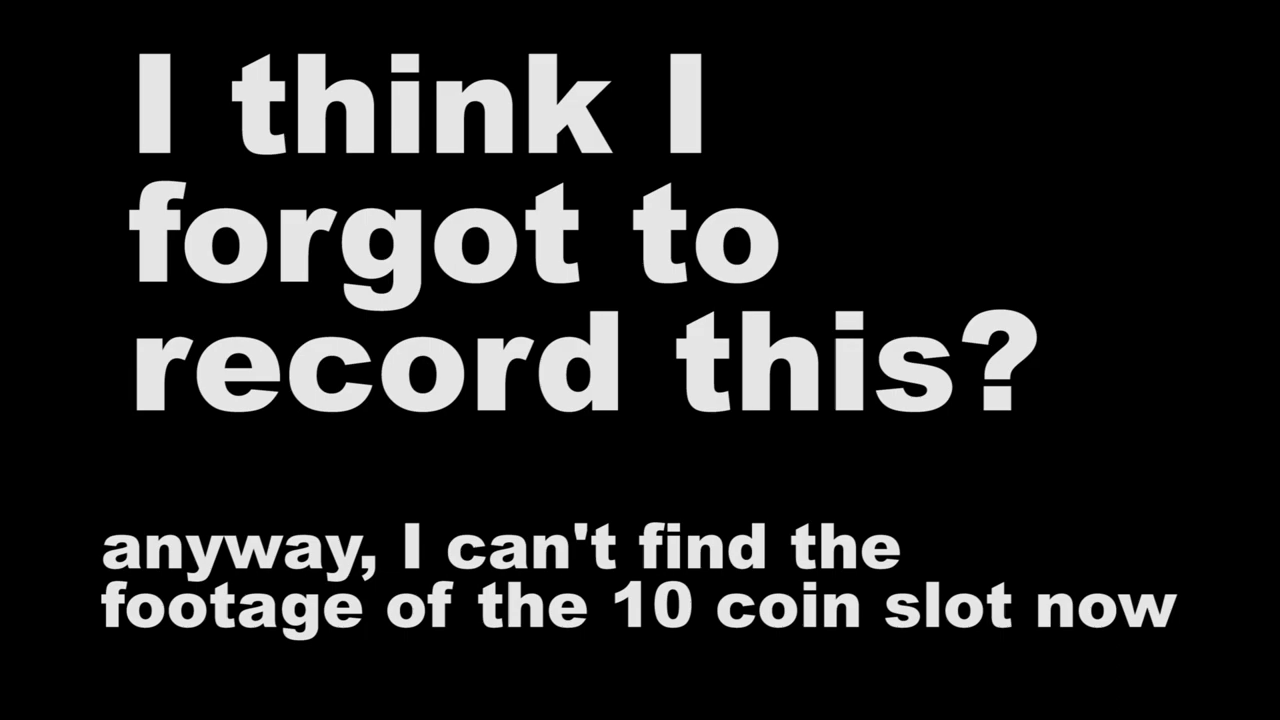 I think I
forgot to
record this?
anyway, I can't find the
footage of the 10 coin slot now